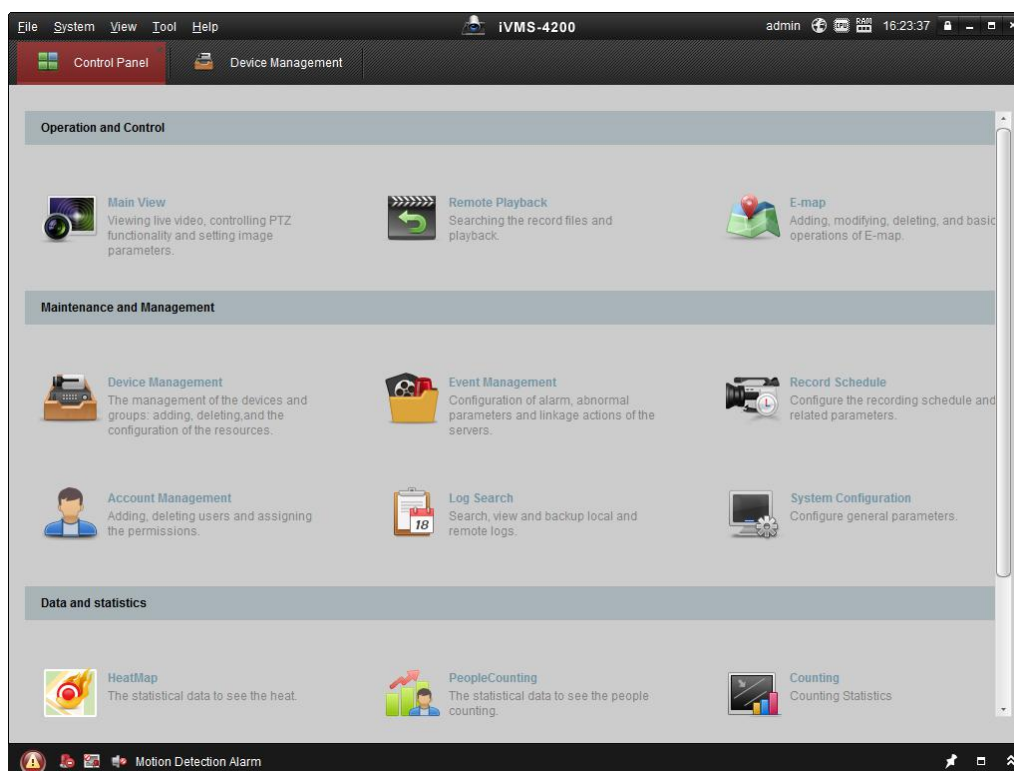 File System View Tool Help iVMS-4200 admin 16:23:37
Control Panel Device Management
Operation and Control
Main View
Viewing live video, controlling PTZ
functionality and setting image
parameters.
Remote Playback
Searching the record files and
playback.
E-map
Adding, modifying, deleting, and basic
operations of E-map.
Maintenance and Management
Device Management
The management of the devices and
groups: adding, deleting,and the
configuration of the resources.
Event Management
Configuration of alarm, abnormal
parameters and linkage actions of the
servers.
Record Schedule
Configure the recording schedule and
related parameters.
Account Management
Adding, deleting users and assigning
the permissions.
18
Log Search
Search, view and backup local and
remote logs.
System Configuration
Configure general parameters.
Data and statistics
HeatMap
The statistical data to see the heat.
PeopleCounting
The statistical data to see the people
counting.
Counting
Counting Statistics
Motion Detection Alarm